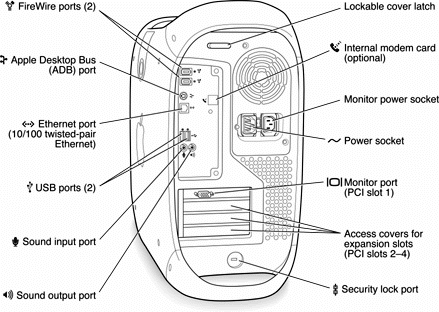 FireWire ports (2)
Apple Desktop Bus
(ADB) port
Ethernet port
(10/100 twisted-pair
Ethernet)
USB ports (2)
Sound input port
Sound output port
Lockable cover latch
Internal modem card
(optional)
Monitor power socket
Power socket
Monitor port
(PCI slot 1)
Access covers for
expansion slots
(PCI slots 2–4)
Security lock port